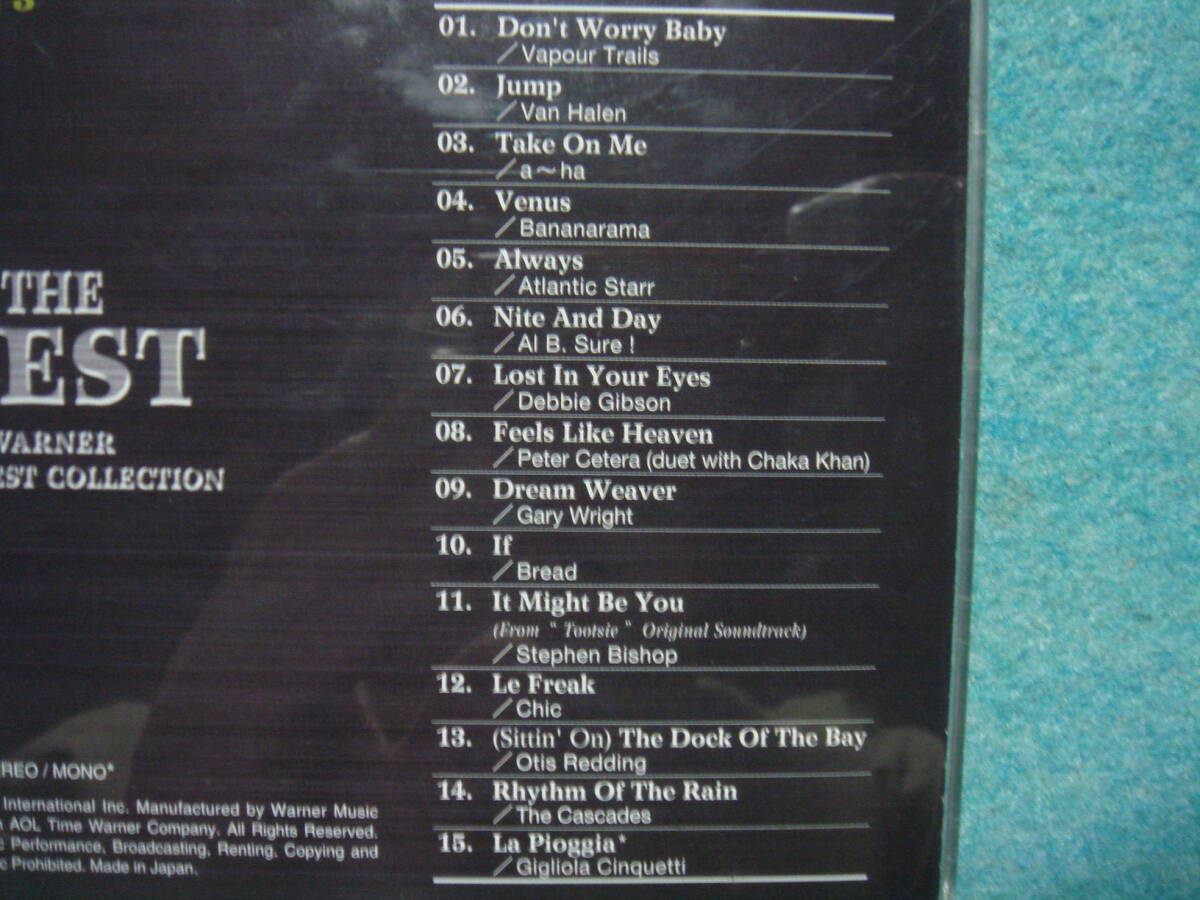 01. Don't Worry Baby
／Vapour Trails
02. Jump
／Van Halen
03. Take On Me
／a〜ha
04. Venus
／Bananarama
05. Always
／Atlantic Starr
06. Nite And Day
／Al B. Sure !
07. Lost In Your Eyes
／Debbie Gibson
08. Feels Like Heaven
／Peter Cetera (duet with Chaka Khan)
09. Dream Weaver
／Gary Wright
10. If
／Bread
11. It Might Be You
(From " Tootsie " Original Soundtrack)
／Stephen Bishop
12. Le Freak
／Chic
13. (Sittin' On) The Dock Of The Bay
／Otis Redding
14. Rhythm Of The Rain
／The Cascades
15. La Pioggia*
／Gigliola Cinquetti
THE
EST
WARNER
EST COLLECTION
REO / MONO*
International Inc. Manufactured by Warner Music
AOL Time Warner Company. All Rights Reserved.
Performance, Broadcasting, Renting, Copying and
Prohibited. Made in Japan.